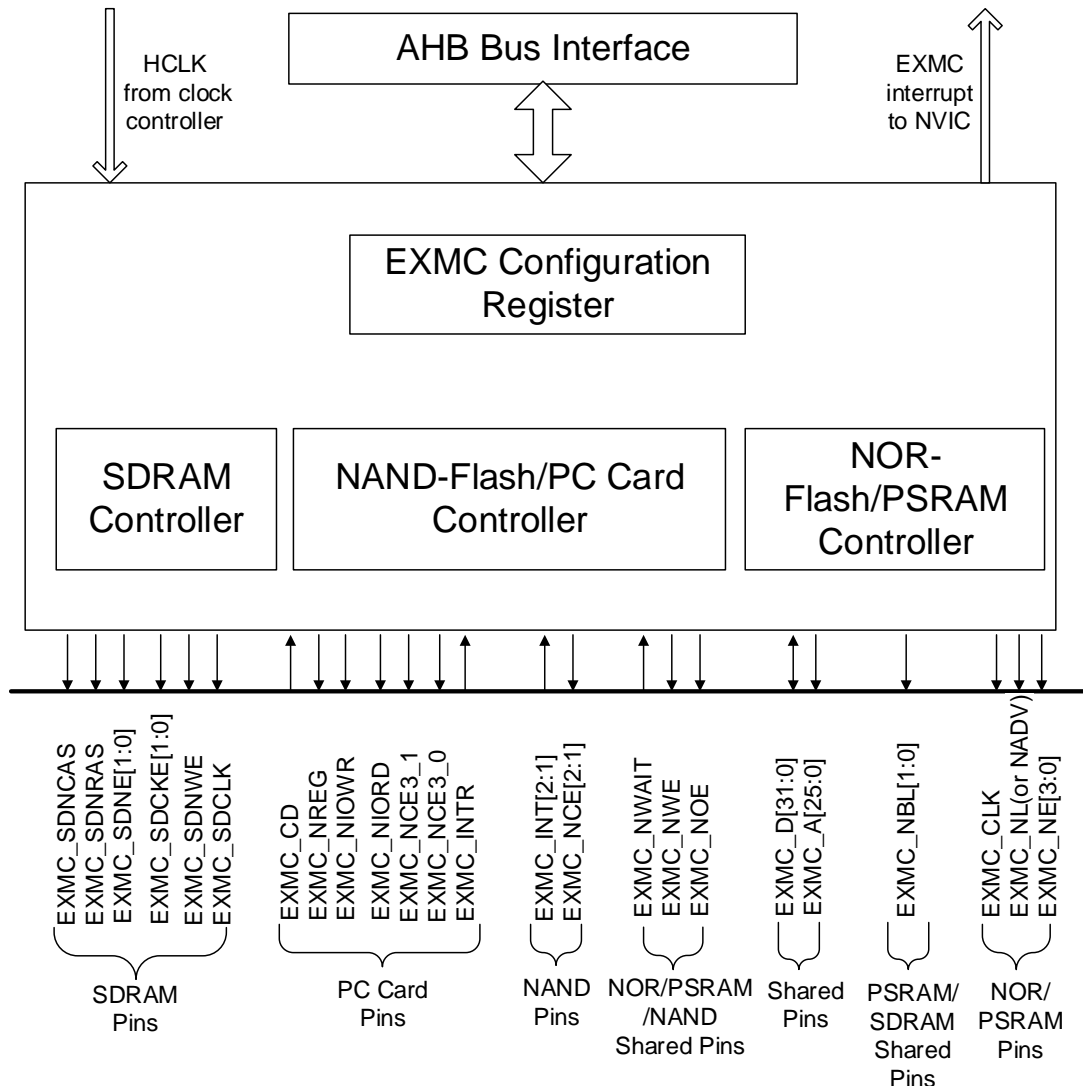 HCLK
from clock
controller
AHB Bus Interface
EXMC
interrupt
to NVIC
EXMC Configuration
Register
SDRAM
Controller
NAND-Flash/PC Card
Controller
NOR-
Flash/PSRAM
Controller
EXMC_SDNCAS
EXMC_SDNRAS
EXMC_SDNE[1:0]
EXMC_SDCKE[1:0]
EXMC_SDNWE
EXMC_SDCLK
EXMC_CD
EXMC_NREG
EXMC_NIOWR
EXMC_NIORD
EXMC_NCE3_1
EXMC_NCE3_0
EXMC_INTR
EXMC_INT[2:1]
EXMC_NCE[2:1]
EXMC_NWAIT
EXMC_NWE
EXMC_NOE
EXMC_D[31:0]
EXMC_A[25:0]
EXMC_NBL[1:0]
EXMC_CLK
EXMC_NL(or NADV)
EXMC_NE[3:0]
SDRAM
Pins
PC Card
Pins
NAND
Pins
NOR/PSRAM
/NAND
Shared Pins
Shared
Pins
PSRAM/
SDRAM
Shared
Pins
NOR/
PSRAM
Pins